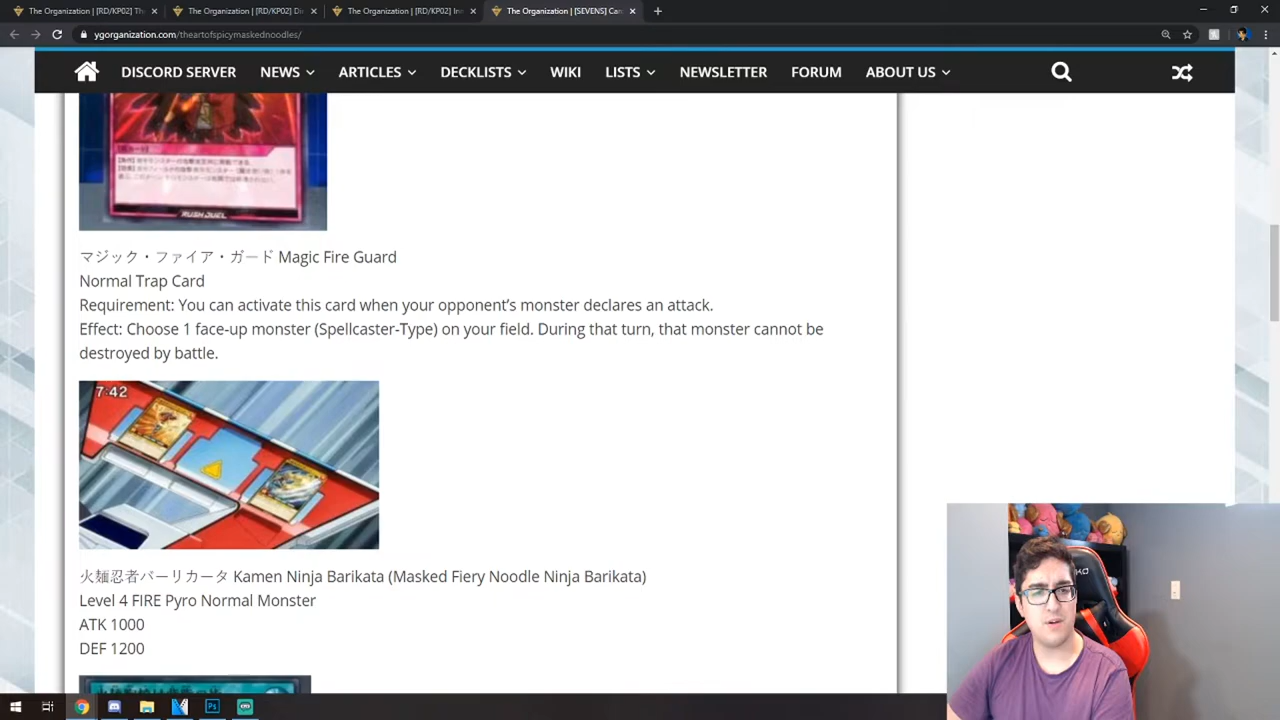 The Organization | [RD/KP02] Th
The Organization | [RD/KP02] Di
The Organization | [RD/KP02] Inn
The Organization | [SEVENS] Car
ygorganization.com/theartofspicymaskednoodles/
DISCORD SERVER NEWS ARTICLES DECKLISTS WIKI LISTS NEWSLETTER FORUM ABOUT US
RUSH DUEL
マジック・ファイア・ガード Magic Fire Guard
Normal Trap Card
Requirement: You can activate this card when your opponent's monster declares an attack.
Effect: Choose 1 face-up monster (Spellcaster-Type) on your field. During that turn, that monster cannot be
destroyed by battle.
7:42
火麺忍者バーリカータ Kamen Ninja Barikata (Masked Fiery Noodle Ninja Barikata)
Level 4 FIRE Pyro Normal Monster
ATK 1000
DEF 1200
Ps